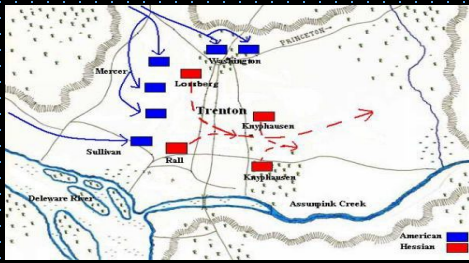 PRINCETON
Washington
Mercer
Lossberg
Trenton
Knyphausen
Sullivan
Rall
Knyphausen
Deleware River
Assunpink Creek
American
Hessian